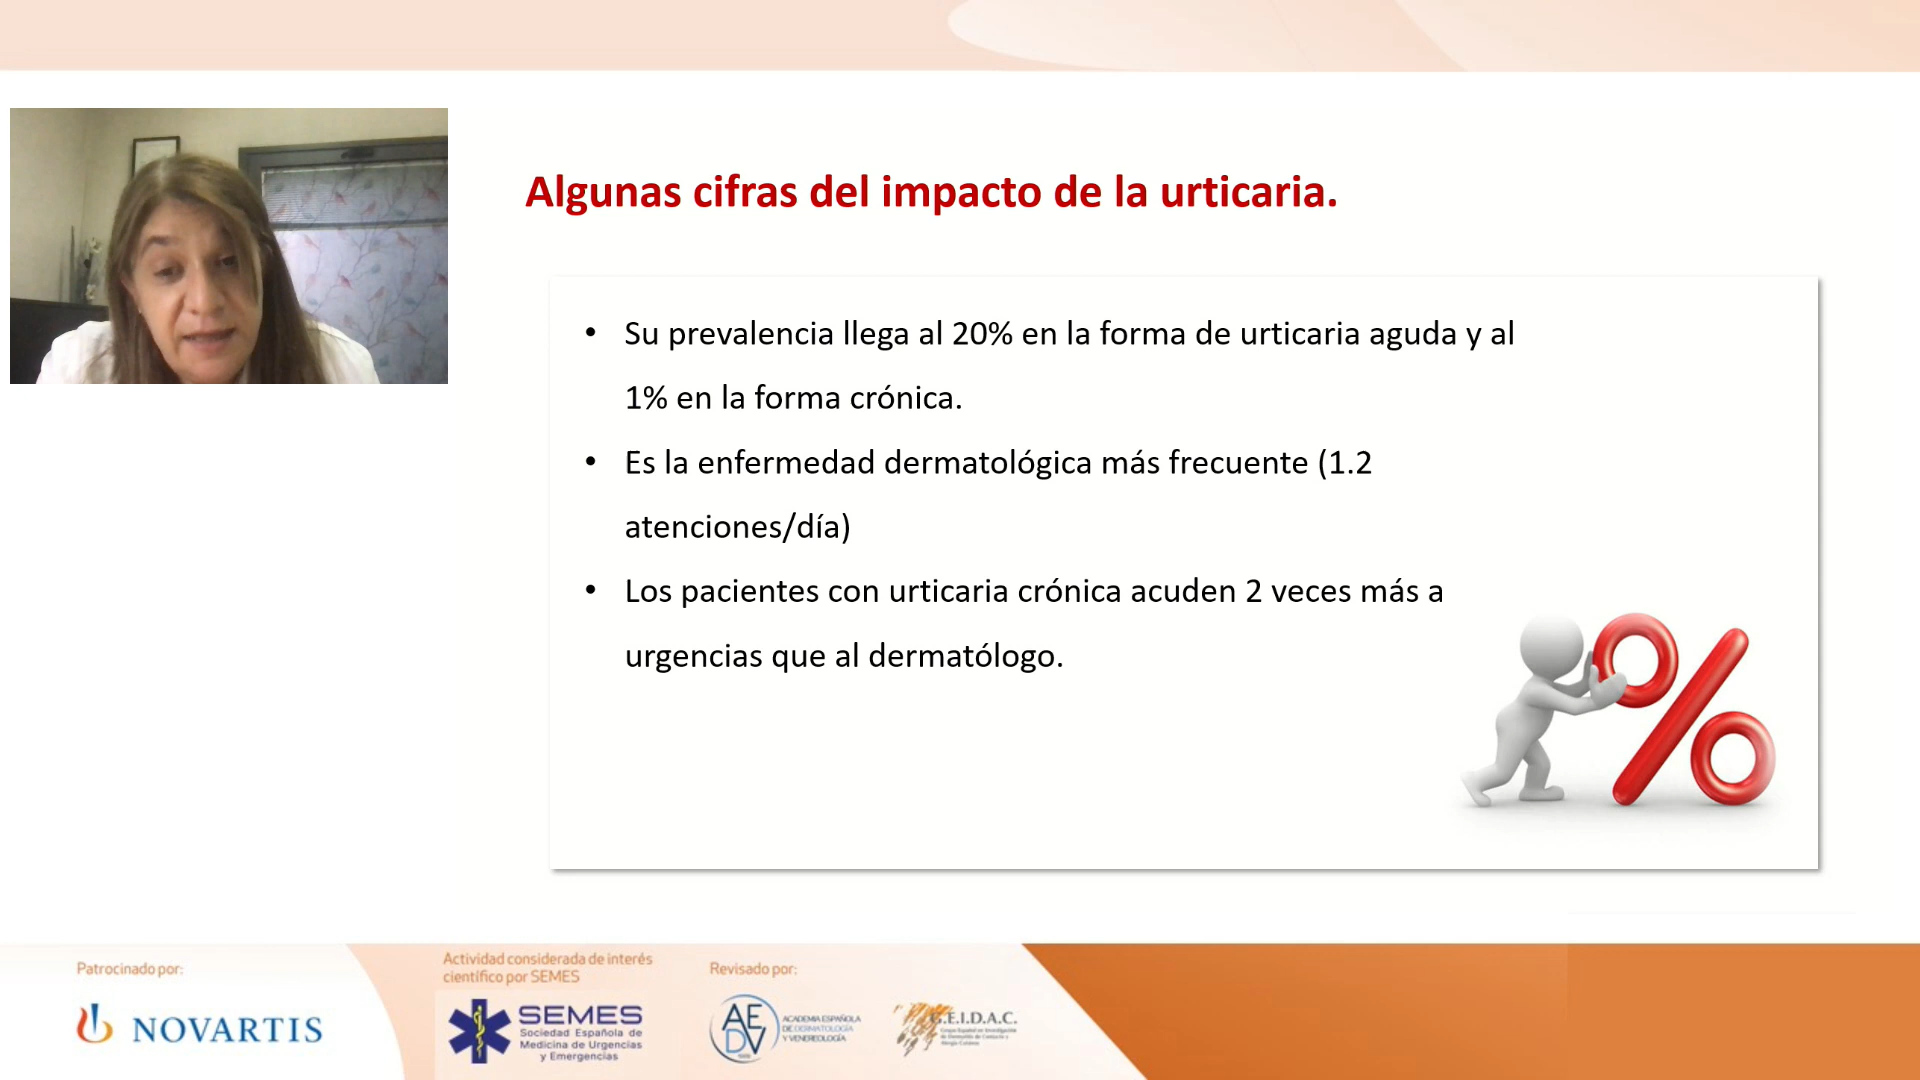 Algunas cifras del impacto de la urticaria.
• Su prevalencia llega al 20% en la forma de urticaria aguda y al
1% en la forma crónica.
• Es la enfermedad dermatológica más frecuente (1.2
atenciones/día)
• Los pacientes con urticaria crónica acuden 2 veces más a
urgencias que al dermatólogo.
%
Patrocinado por:
NOVARTIS
Actividad considerada de interés
científico por SEMES
SEMES
Sociedad Española de
Medicina de Urgencias
y Emergencias
Revisado por:
AEDV
ACADEMIA ESPAÑOLA
DE DERMATOLOGÍA
Y VENEREOLOGÍA
G.E.I.D.A.C.